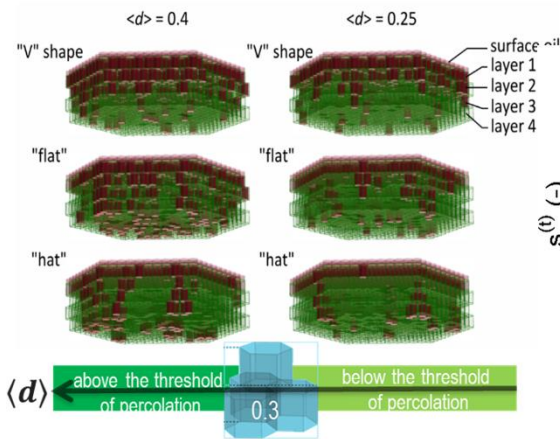 <d> = 0.4
<d> = 0.25
"V" shape
"V" shape
layer 1
layer 2
layer 3
layer 4
surface
"flat"
"flat"
s(t) (-)
"hat"
"hat"
⟨d⟩
above the threshold
of percolation
0.3
below the threshold
of percolation